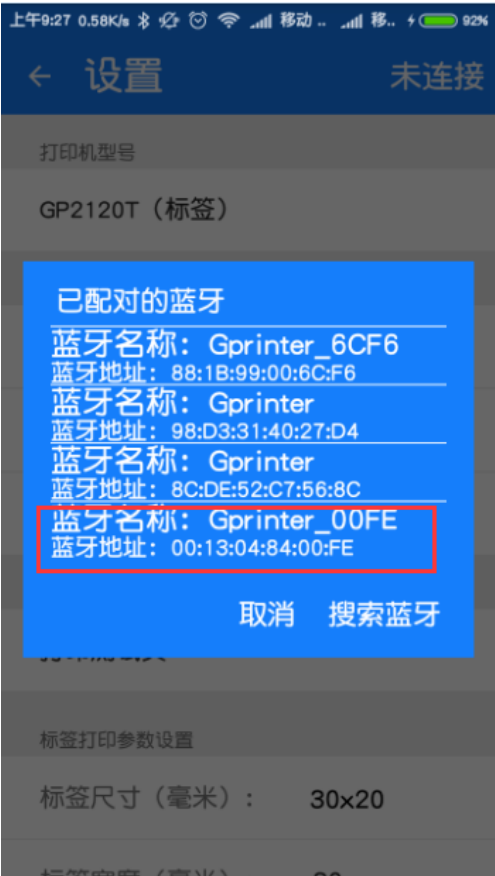 上午9:27 0.58K/s 移动 .. 移.. 92%
← 设置 未连接
打印机型号
GP2120T（标签）
已配对的蓝牙
蓝牙名称：Gprinter_6CF6
蓝牙地址：88:1B:99:00:6C:F6
蓝牙名称：Gprinter
蓝牙地址：98:D3:31:40:27:D4
蓝牙名称：Gprinter
蓝牙地址：8C:DE:52:C7:56:8C
蓝牙名称：Gprinter_00FE
蓝牙地址：00:13:04:84:00:FE
取消 搜索蓝牙
标签打印参数设置
标签尺寸（毫米）： 30x20